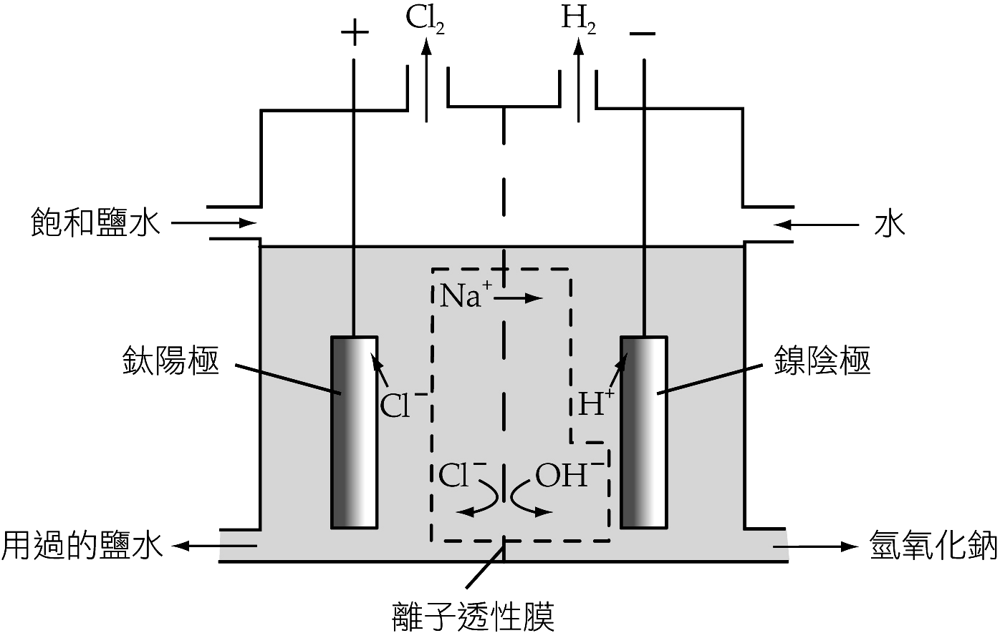 + Cl₂ H₂ −
飽和鹽水
水
Na⁺
鈦陽極
鎳陰極
Cl⁻
H⁺
Cl⁻ OH⁻
用過的鹽水
氫氧化鈉
離子透性膜